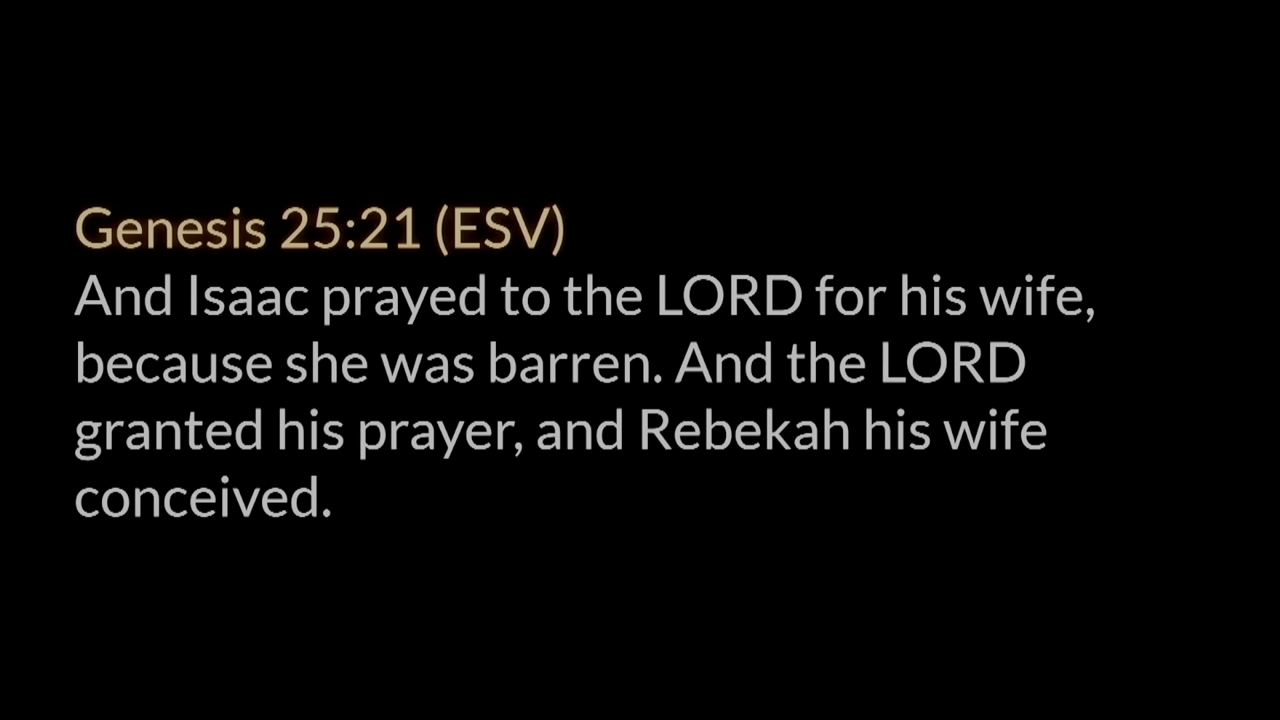 Genesis 25:21 (ESV)
And Isaac prayed to the LORD for his wife,
because she was barren. And the LORD
granted his prayer, and Rebekah his wife
conceived.